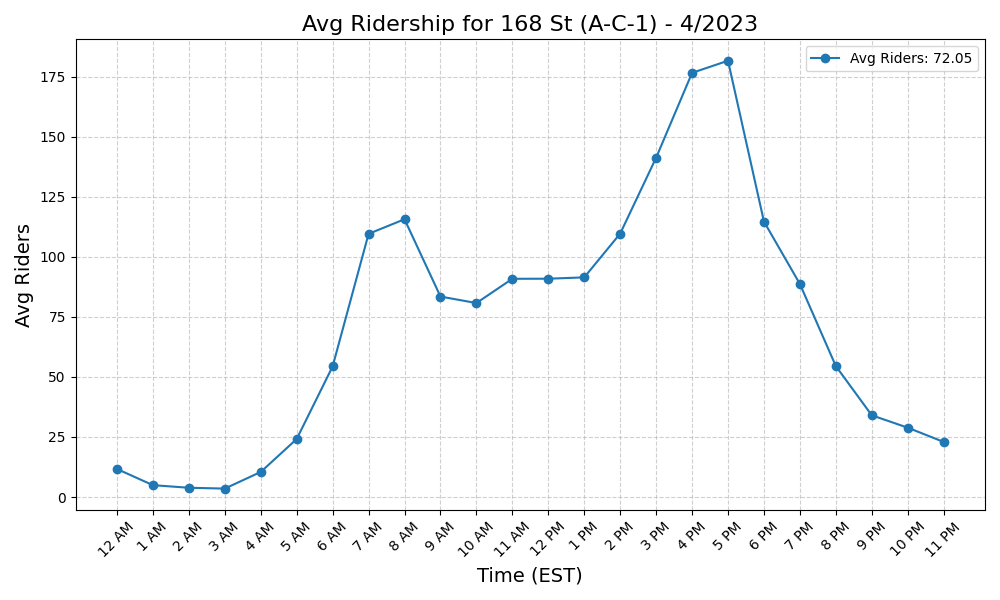 Avg Ridership for 168 St (A-C-1) - 4/2023
Avg Riders: 72.05
Avg Riders
175
150
125
100
75
50
25
0
12 AM
1 AM
2 AM
3 AM
4 AM
5 AM
6 AM
7 AM
8 AM
9 AM
10 AM
11 AM
12 PM
1 PM
2 PM
3 PM
4 PM
5 PM
6 PM
7 PM
8 PM
9 PM
10 PM
11 PM
Time (EST)